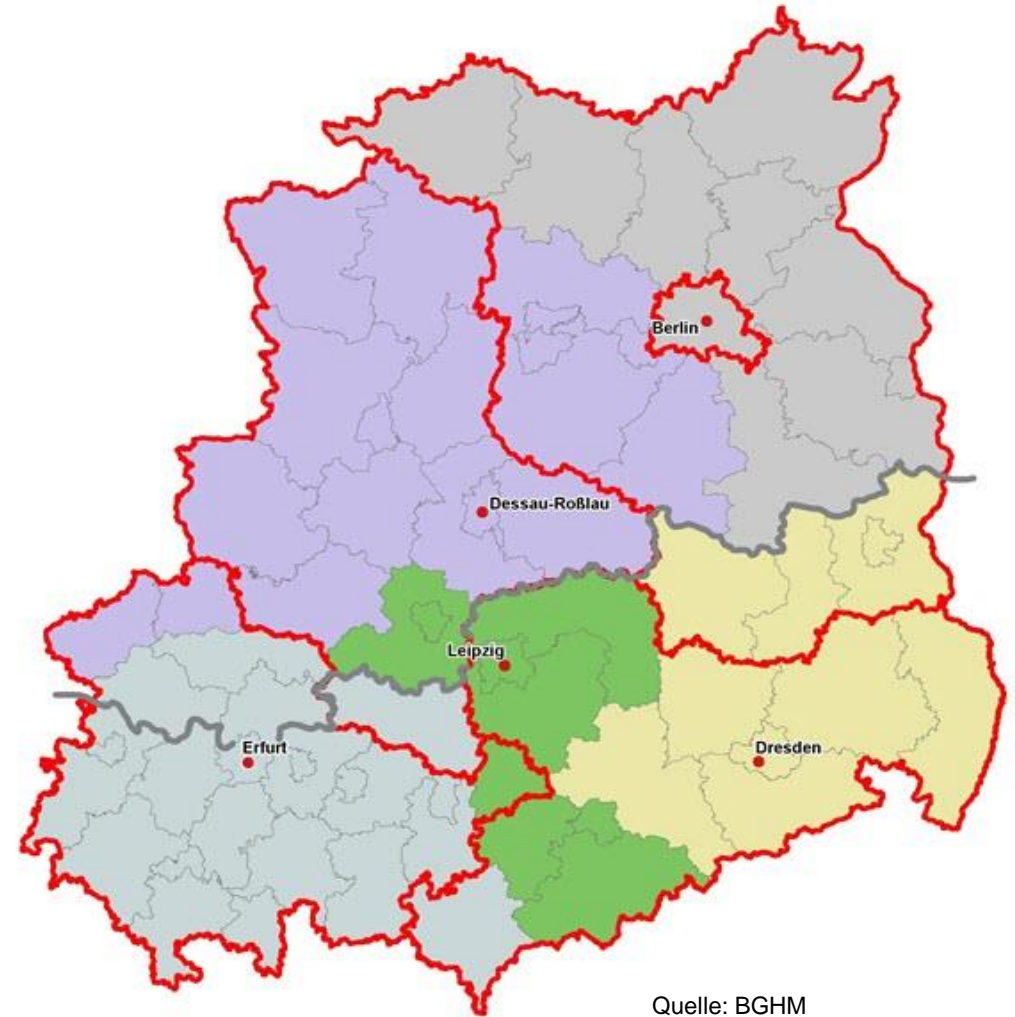 Berlin
Dessau-Roßlau
Leipzig
Erfurt
Dresden
Quelle: BGHM